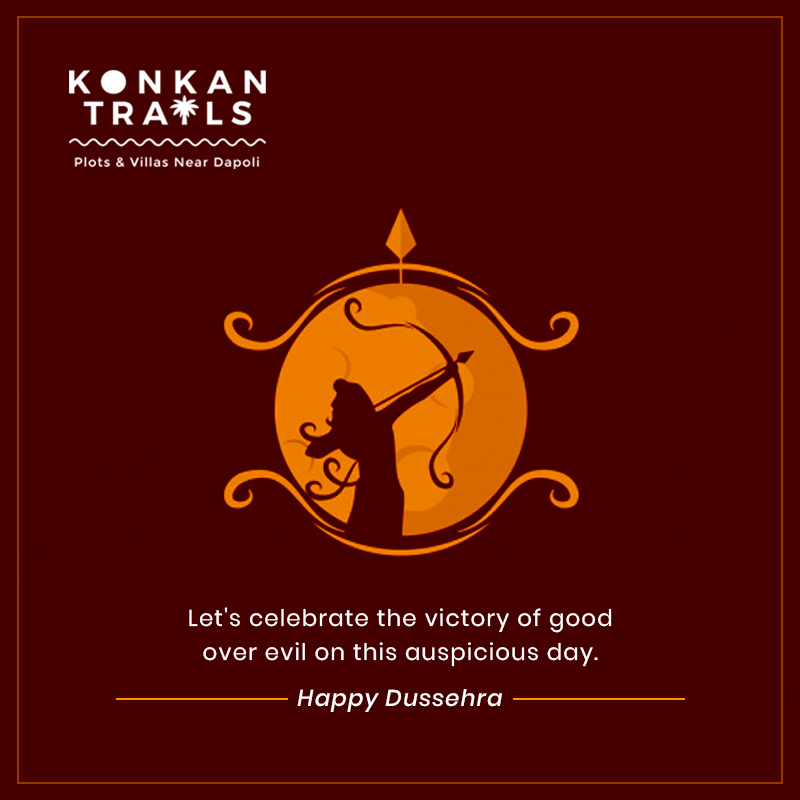 KONKAN
TRAILS
Plots & Villas Near Dapoli
Let's celebrate the victory of good
over evil on this auspicious day.
Happy Dussehra